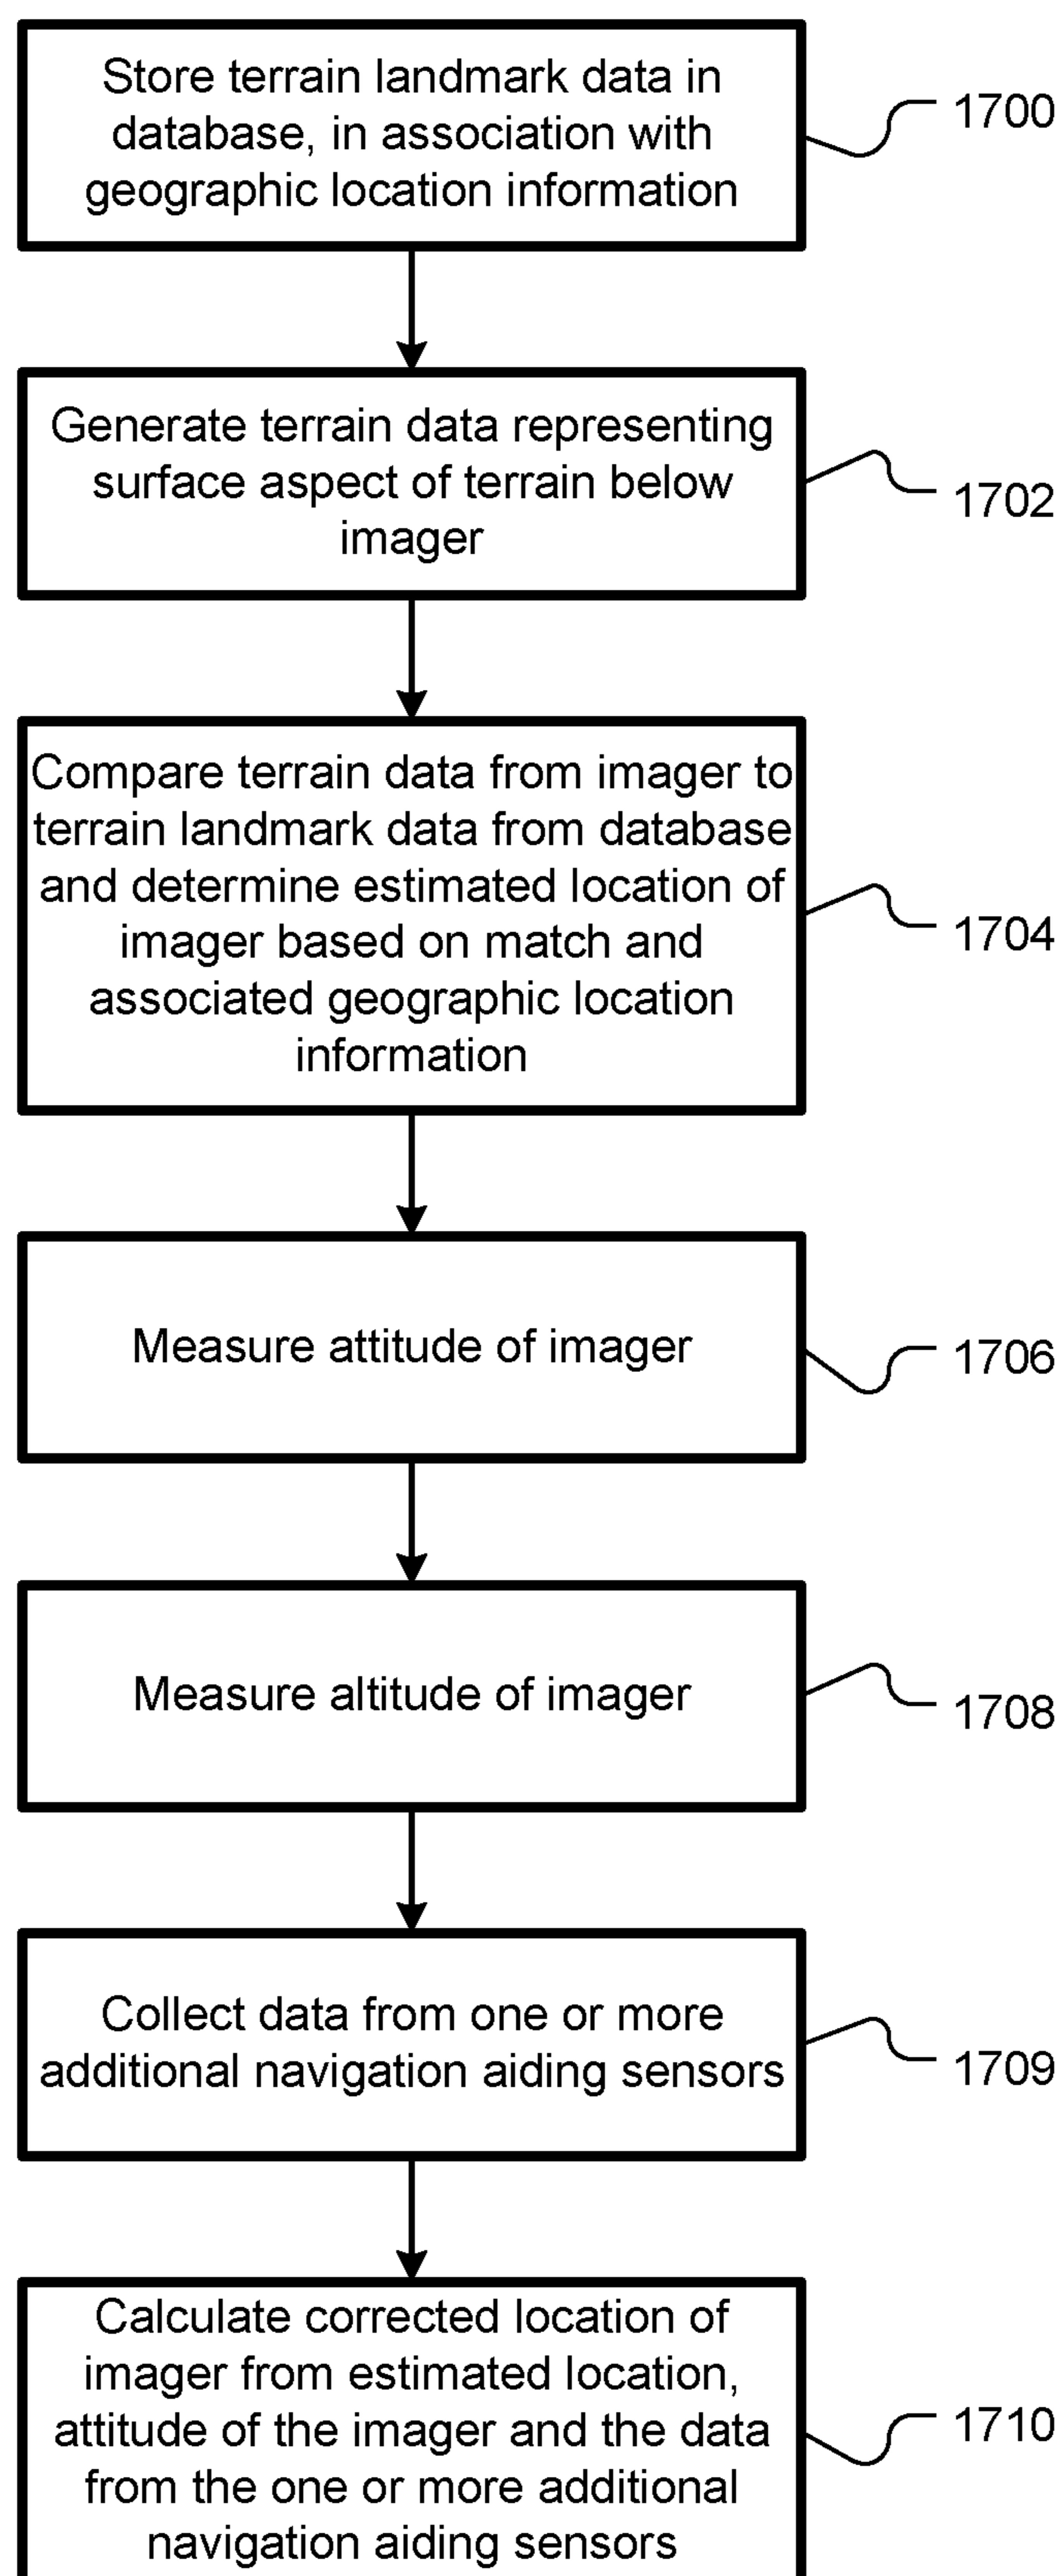 Store terrain landmark data in
database, in association with
geographic location information
1700
Generate terrain data representing
surface aspect of terrain below
imager
1702
Compare terrain data from imager to
terrain landmark data from database
and determine estimated location of
imager based on match and
associated geographic location
information
1704
Measure attitude of imager
1706
Measure altitude of imager
1708
Collect data from one or more
additional navigation aiding sensors
1709
Calculate corrected location of
imager from estimated location,
attitude of the imager and the data
from the one or more additional
navigation aiding sensors
1710